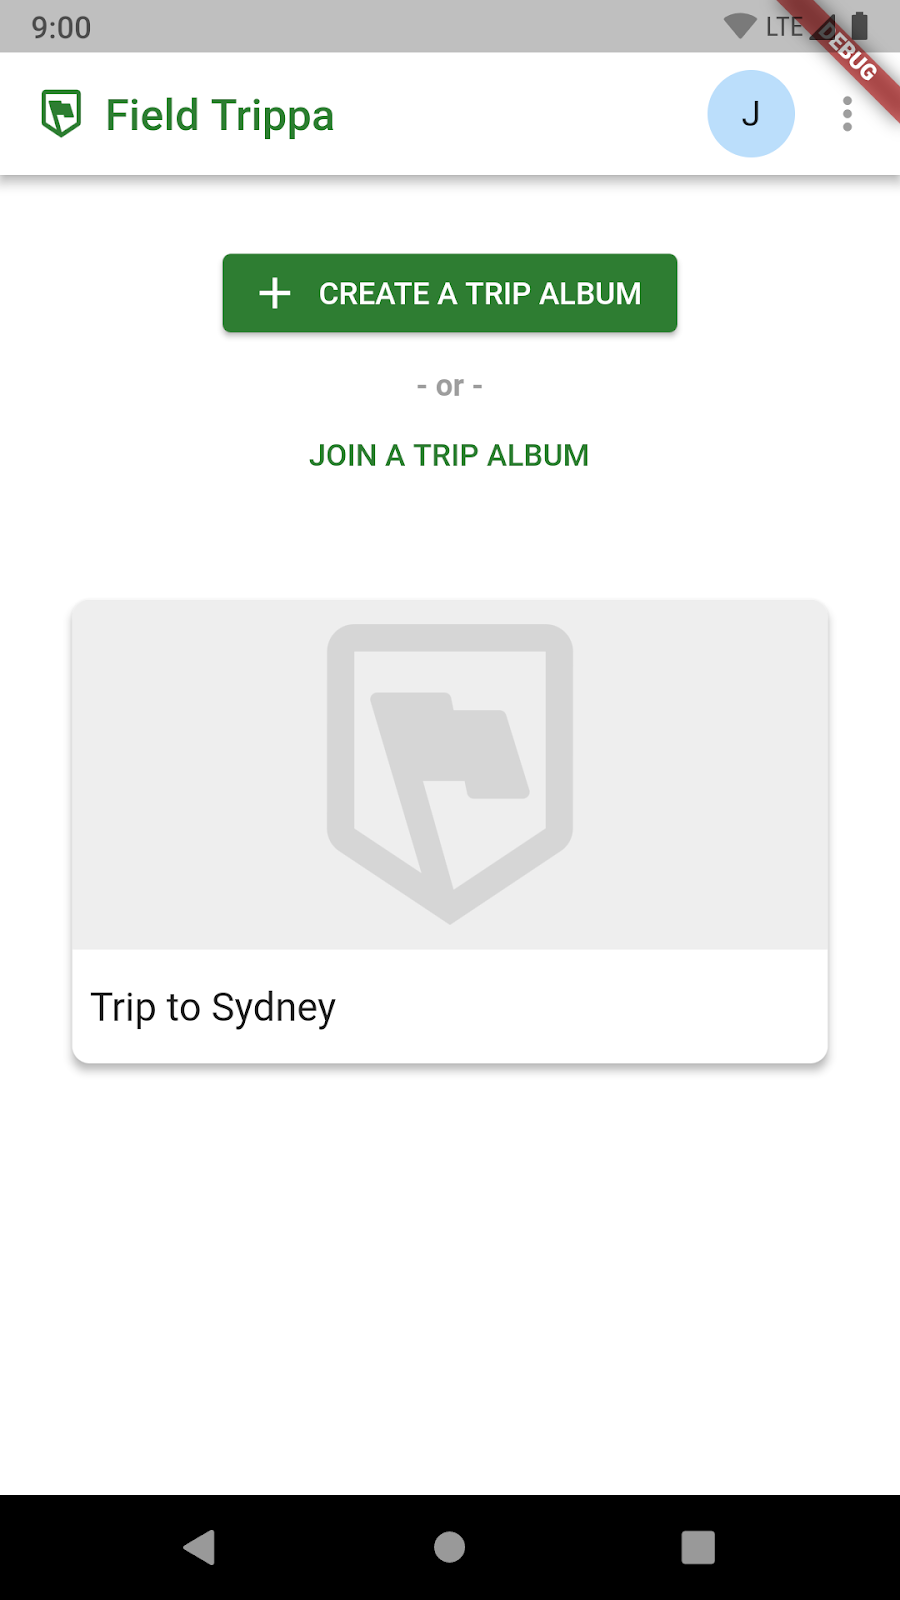 9:00
LTE
DEBUG
Field Trippa
J
CREATE A TRIP ALBUM
- or -
JOIN A TRIP ALBUM
Trip to Sydney